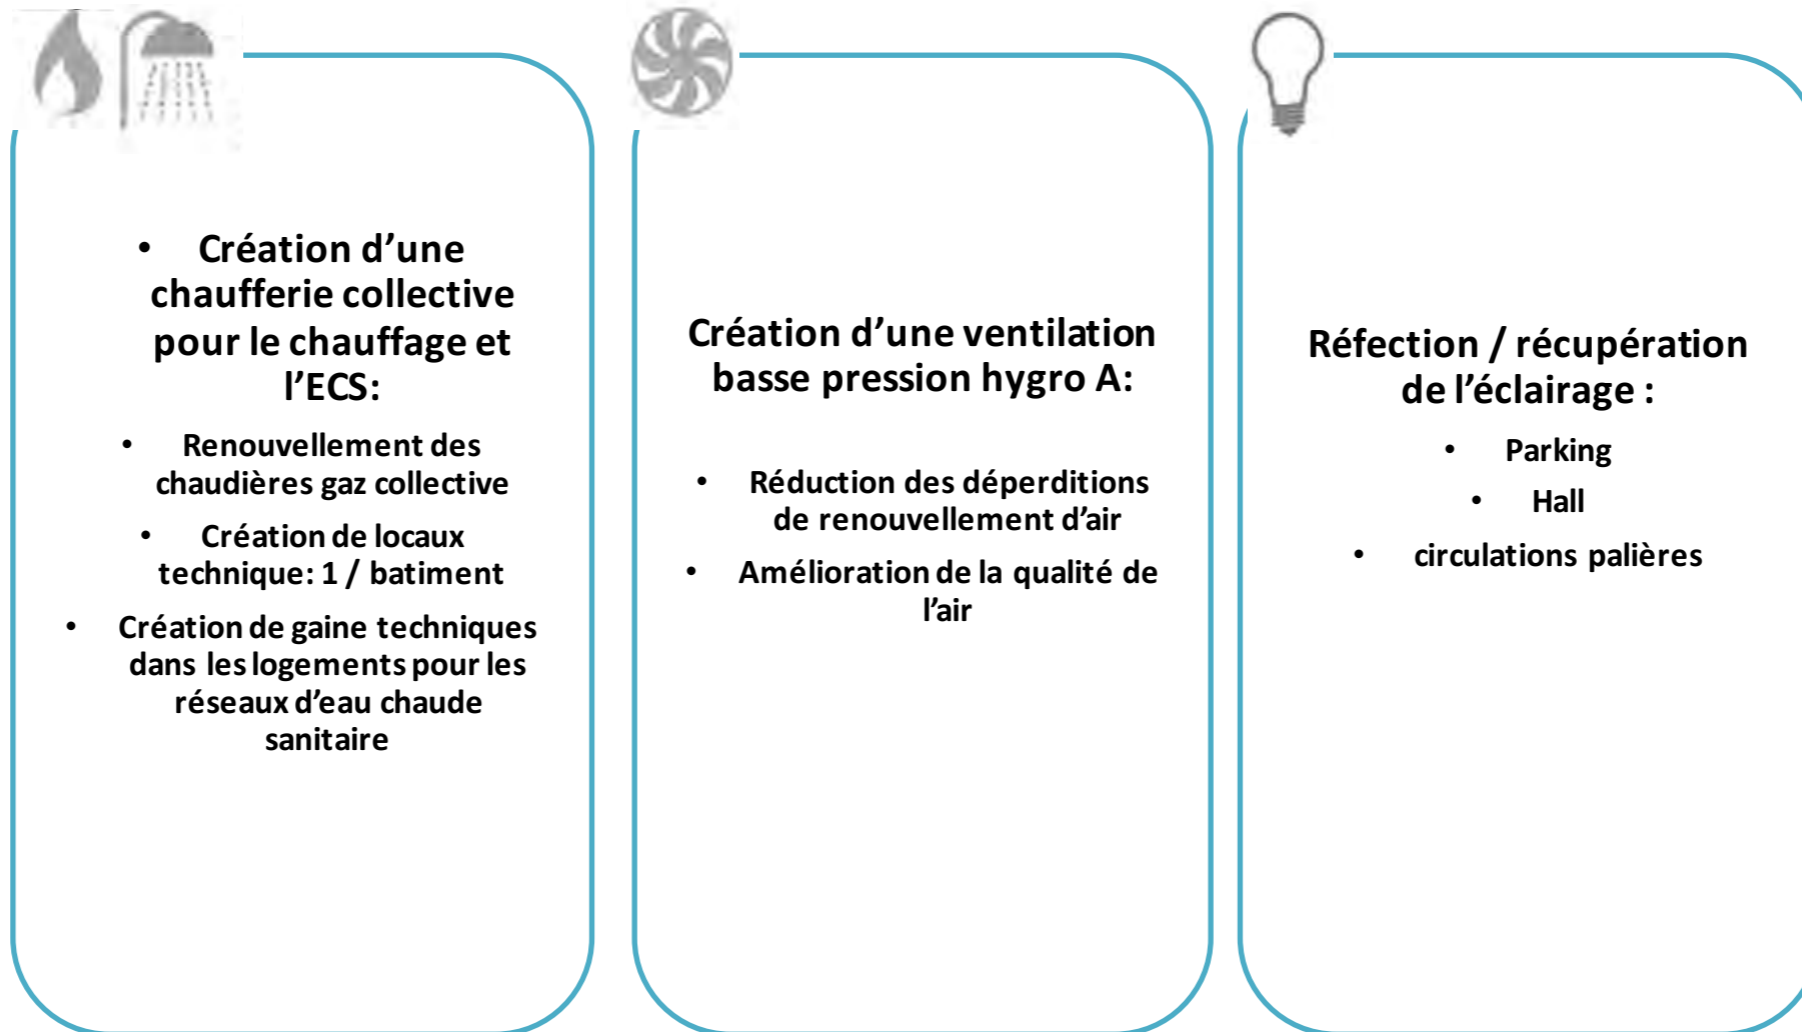 • Création d’une
chaufferie collective
pour le chauffage et
l’ECS:
• Renouvellement des
chaudières gaz collective
• Création de locaux
technique: 1 / batiment
• Création de gaine techniques
dans les logements pour les
réseaux d’eau chaude
sanitaire
Création d’une ventilation
basse pression hygro A:
• Réduction des déperditions
de renouvellement d’air
• Amélioration de la qualité de
l’air
Réfection / récupération
de l’éclairage :
• Parking
• Hall
• circulations palières